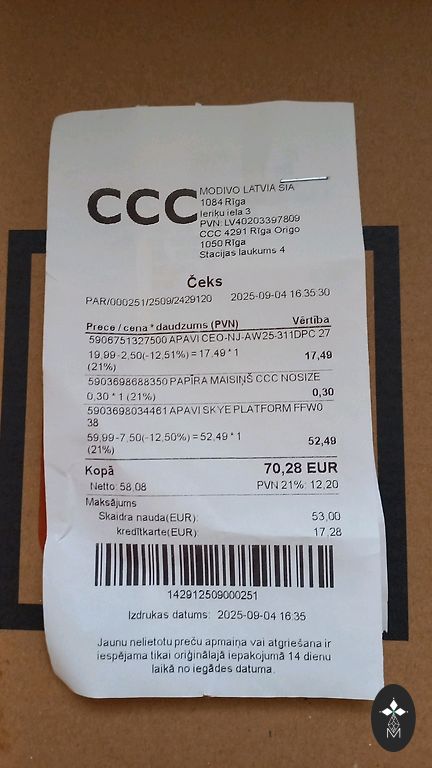 CCC
MODIVO LATVIA SIA
1084 Rīga
Ieriķu iela 3
PVN: LV40203397809
CCC 4291 Rīga Origo
1050 Rīga
Stacijas laukums 4
Čeks
PAR/000251/2509/2429120 2025-09-04 16:35:30
Prece / cena * daudzums (PVN) Vērtība
5906751327500 APAVI CEO-NJ-AW25-311DPC 27
19,99-2,50(-12,51%) = 17,49 * 1 17,49
(21%)
5903698688350 PAPĪRA MAISIŅŠ CCC NOSIZE
0,30 * 1 (21%) 0,30
5903698034461 APAVI SKYE PLATFORM FFW0
38
59,99-7,50(-12,50%) = 52,49 * 1 52,49
(21%)
Kopā 70,28 EUR
Netto: 58,08 PVN 21%: 12,20
Maksājums
Skaidra nauda(EUR): 53,00
kredītkarte(EUR): 17,28
142912509000251
Izdrukas datums: 2025-09-04 16:35
Jaunu nelietotu preču apmaiņa vai atgriešana ir
iespējama tikai oriģinālajā iepakojumā 14 dienu
laikā no iegādes datuma.
M